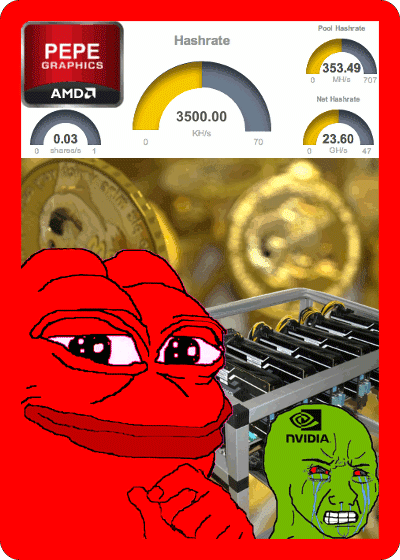 PEPE
GRAPHICS
AMD
Hashrate
3500.00
KH/s
0
70
0.03
0
shares/s
1
Pool Hashrate
353.49
0
MH/s
707
Net Hashrate
23.60
0
GH/s
47
NVIDIA